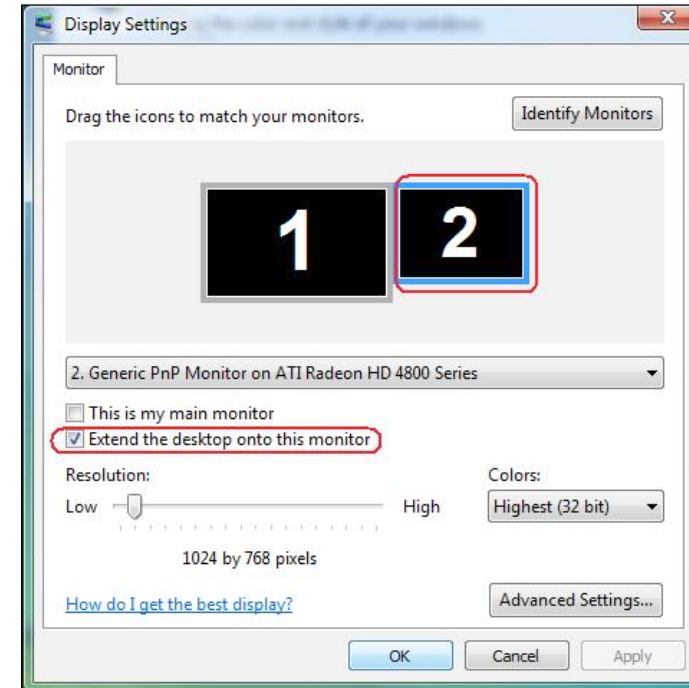 Display Settings
Monitor
Drag the icons to match your monitors.
Identify Monitors
1
2
2. Generic PnP Monitor on ATI Radeon HD 4800 Series
This is my main monitor
Extend the desktop onto this monitor
Resolution:
Colors:
Low
High
Highest (32 bit)
1024 by 768 pixels
How do I get the best display?
Advanced Settings...
OK
Cancel
Apply